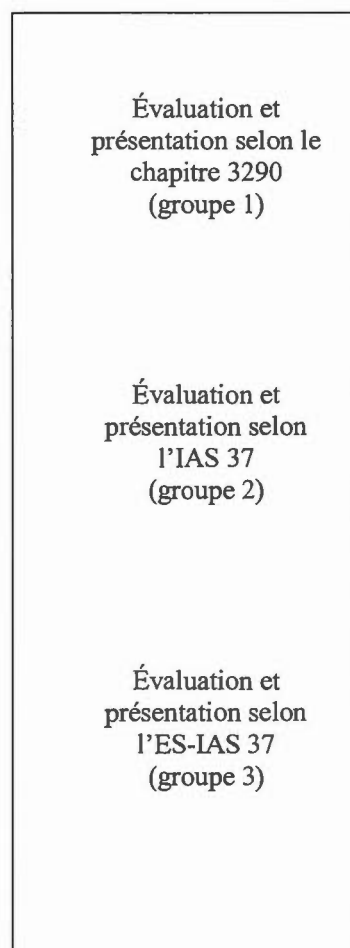 Évaluation et
présentation selon le
chapitre 3290
(groupe 1)
Évaluation et
présentation selon
l'IAS 37
(groupe 2)
Évaluation et
présentation selon
l'ES-IAS 37
(groupe 3)